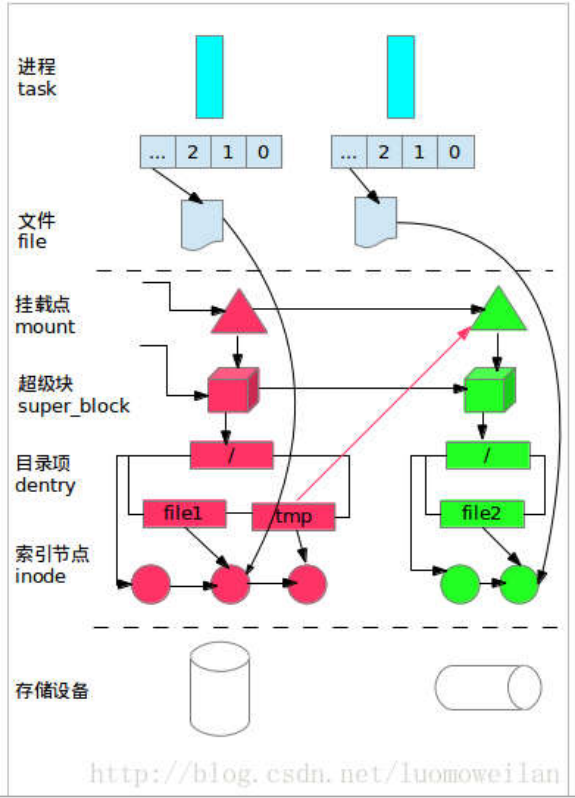 进程
task
... 2 1 0
... 2 1 0
文件
file
挂载点
mount
超级块
super_block
目录项
dentry
/
/
file1
tmp
file2
索引节点
inode
存储设备
http://blog.csdn.net/luomoweilan